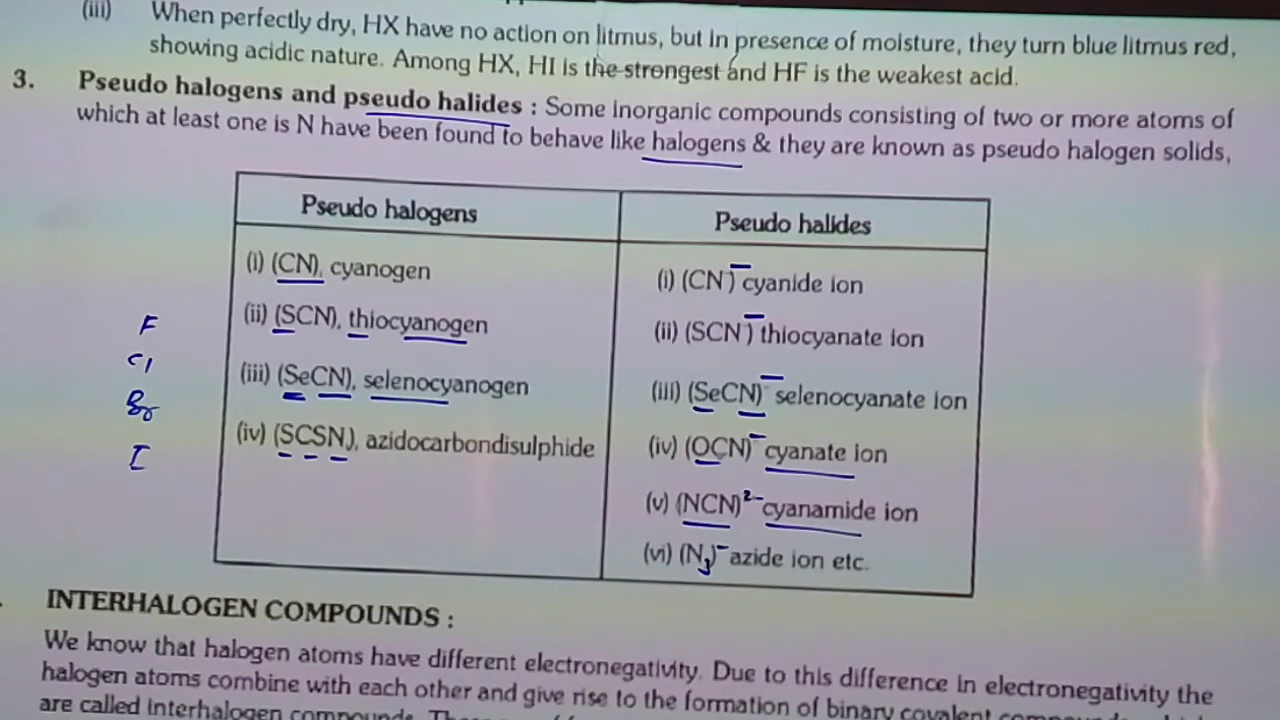 (iii) When perfectly dry, HX have no action on litmus, but in presence of moisture, they turn blue litmus red,
showing acidic nature. Among HX, HI is the strongest and HF is the weakest acid.
3. Pseudo halogens and pseudo halides : Some inorganic compounds consisting of two or more atoms of
which at least one is N have been found to behave like halogens & they are known as pseudo halogen solids,
Pseudo halogens Pseudo halides
(i) (CN), cyanogen (i) (CN⁻) cyanide ion
F (ii) (SCN), thiocyanogen (ii) (SCN⁻) thiocyanate ion
Cl (iii) (SeCN), selenocyanogen (iii) (SeCN)⁻ selenocyanate ion
Br (iv) (SCSN), azidocarbondisulphide (iv) (OCN)⁻ cyanate ion
I (v) (NCN)²⁻ cyanamide ion
(vi) (N₃)⁻ azide ion etc.
INTERHALOGEN COMPOUNDS :
We know that halogen atoms have different electronegativity. Due to this difference in electronegativity the
halogen atoms combine with each other and give rise to the formation of binary covalent
are called interhalogen compounds.